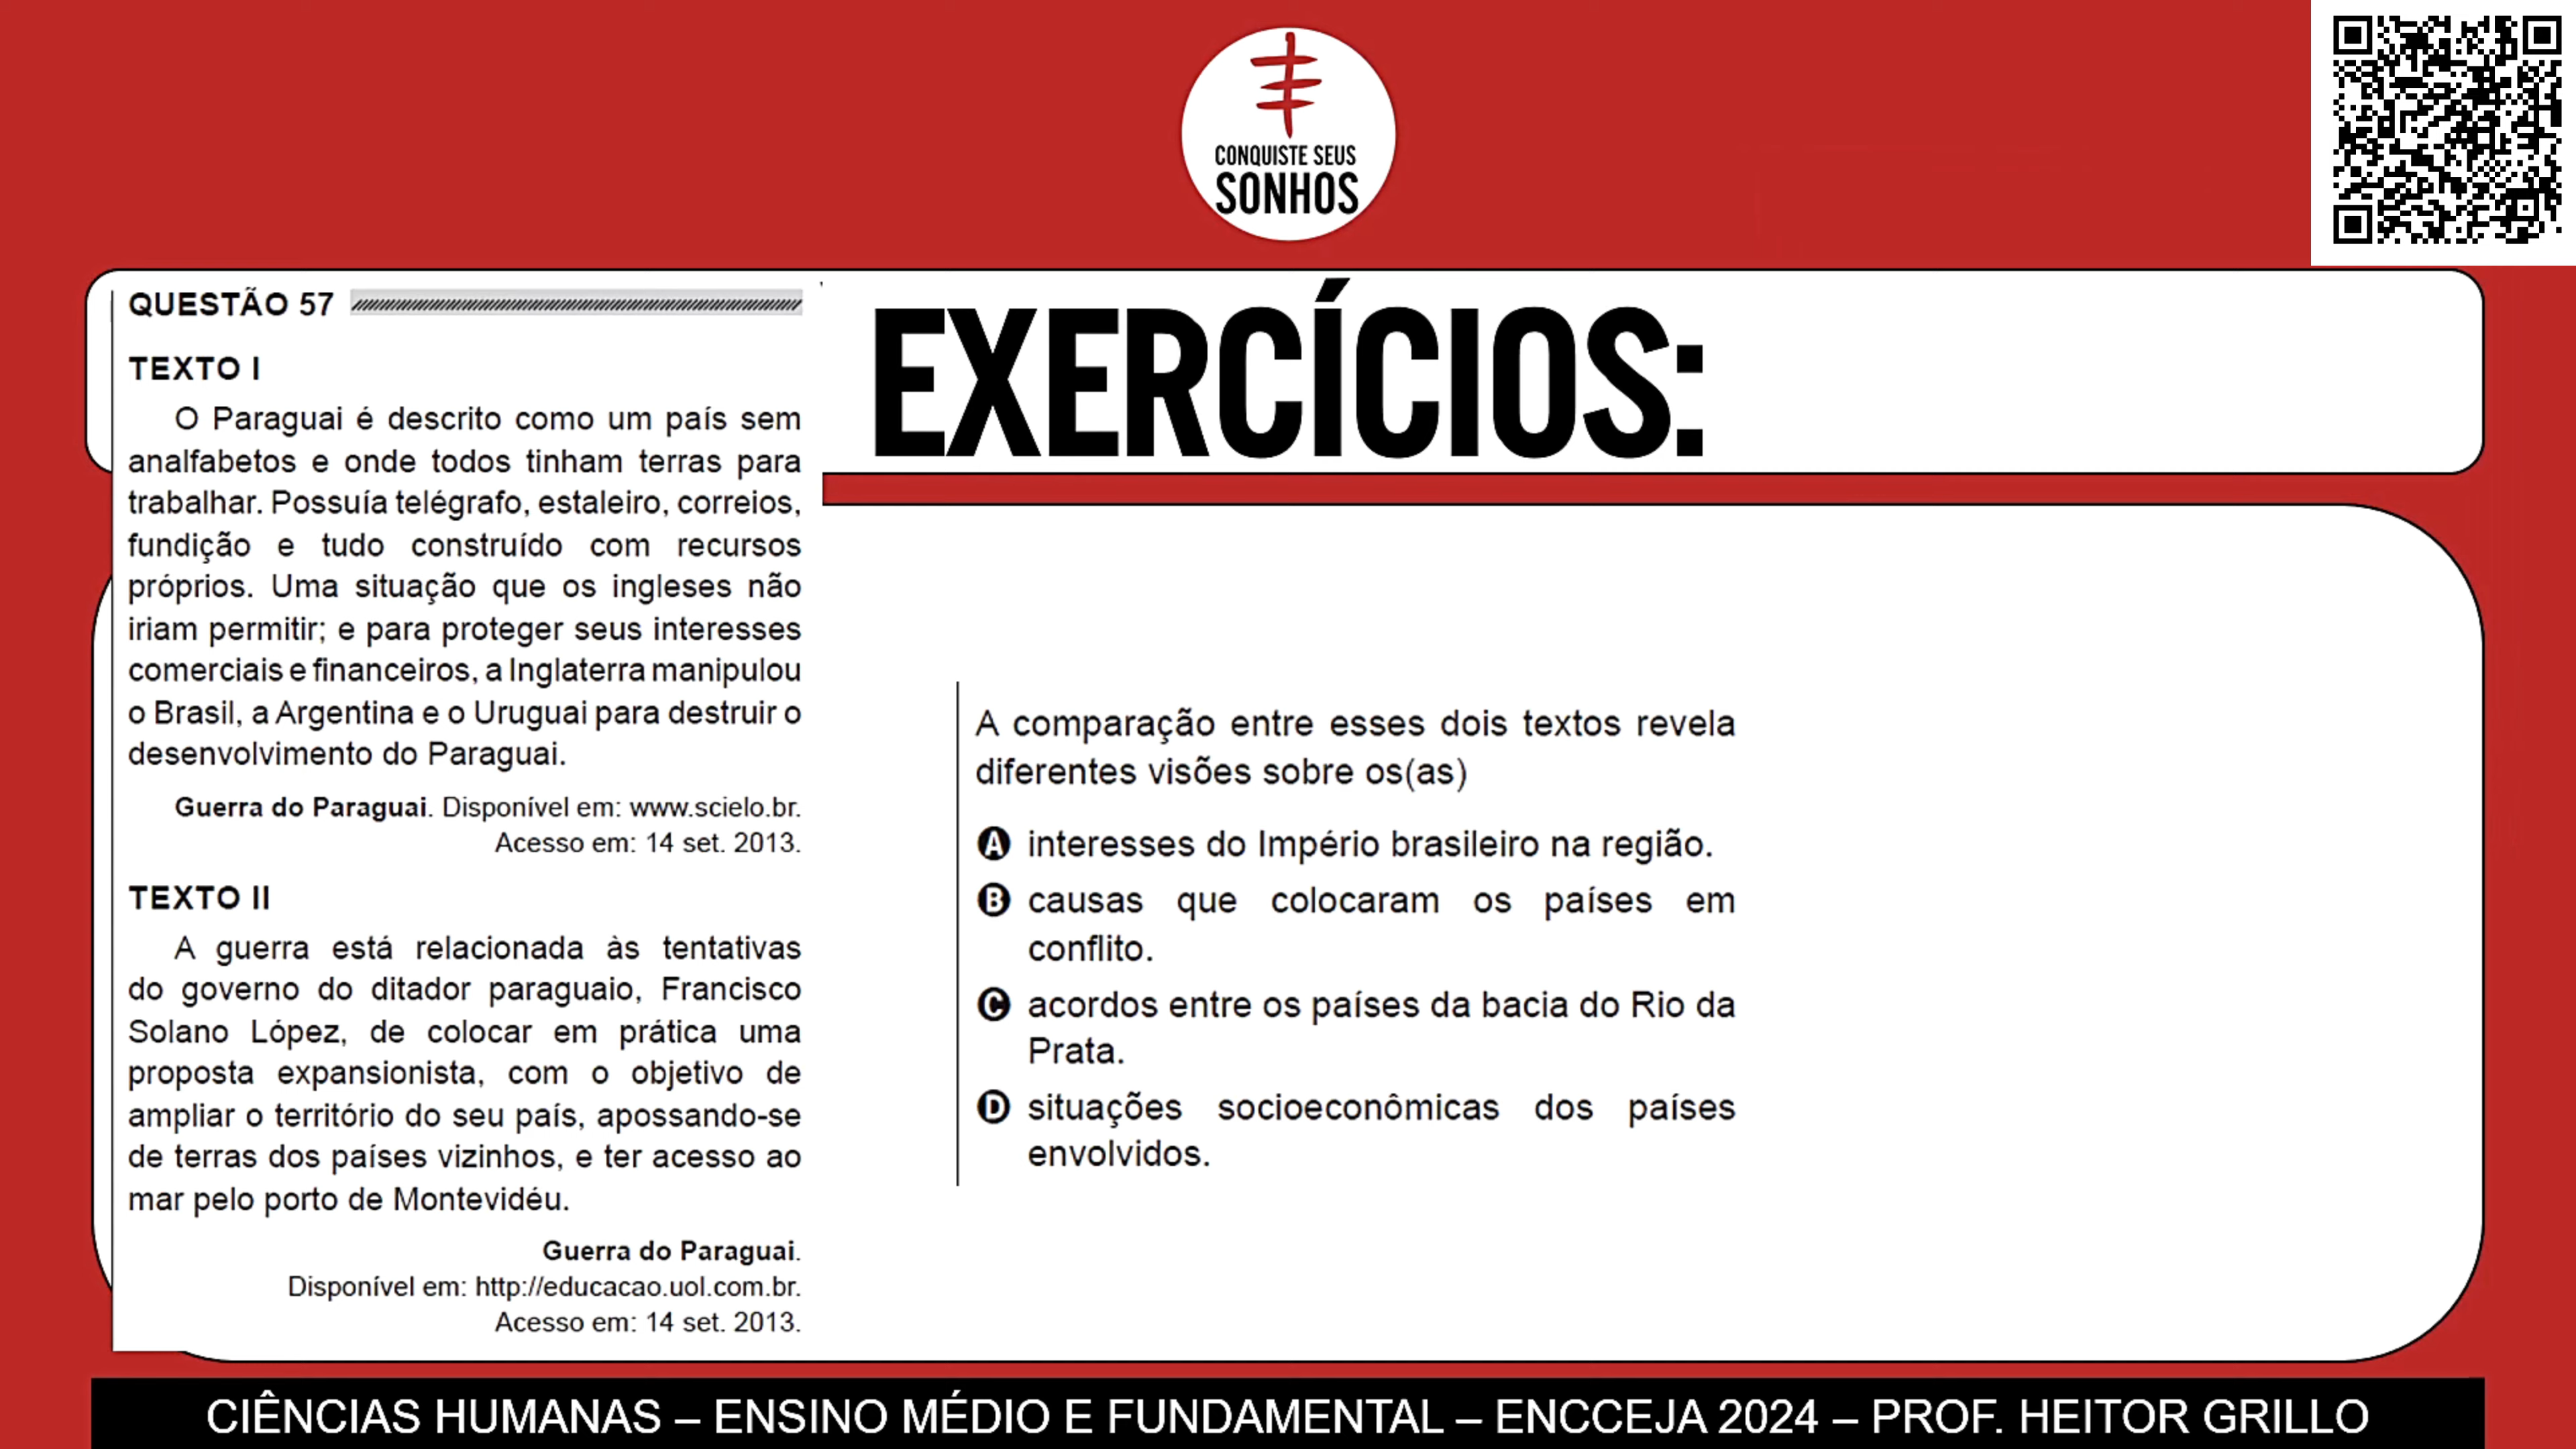 CONQUISTE SEUS
SONHOS
QUESTÃO 57
TEXTO I
O Paraguai é descrito como um país sem
analfabetos e onde todos tinham terras para
trabalhar. Possuía telégrafo, estaleiro, correios,
fundição e tudo construído com recursos
próprios. Uma situação que os ingleses não
iriam permitir; e para proteger seus interesses
comerciais e financeiros, a Inglaterra manipulou
o Brasil, a Argentina e o Uruguai para destruir o
desenvolvimento do Paraguai.
Guerra do Paraguai. Disponível em: www.scielo.br.
Acesso em: 14 set. 2013.
TEXTO II
A guerra está relacionada às tentativas
do governo do ditador paraguaio, Francisco
Solano López, de colocar em prática uma
proposta expansionista, com o objetivo de
ampliar o território do seu país, apossando-se
de terras dos países vizinhos, e ter acesso ao
mar pelo porto de Montevidéu.
Guerra do Paraguai.
Disponível em: http://educacao.uol.com.br.
Acesso em: 14 set. 2013.
EXERCÍCIOS:
A comparação entre esses dois textos revela
diferentes visões sobre os(as)
A interesses do Império brasileiro na região.
B causas que colocaram os países em
conflito.
C acordos entre os países da bacia do Rio da
Prata.
D situações socioeconômicas dos países
envolvidos.
CIÊNCIAS HUMANAS – ENSINO MÉDIO E FUNDAMENTAL – ENCCEJA 2024 – PROF. HEITOR GRILLO